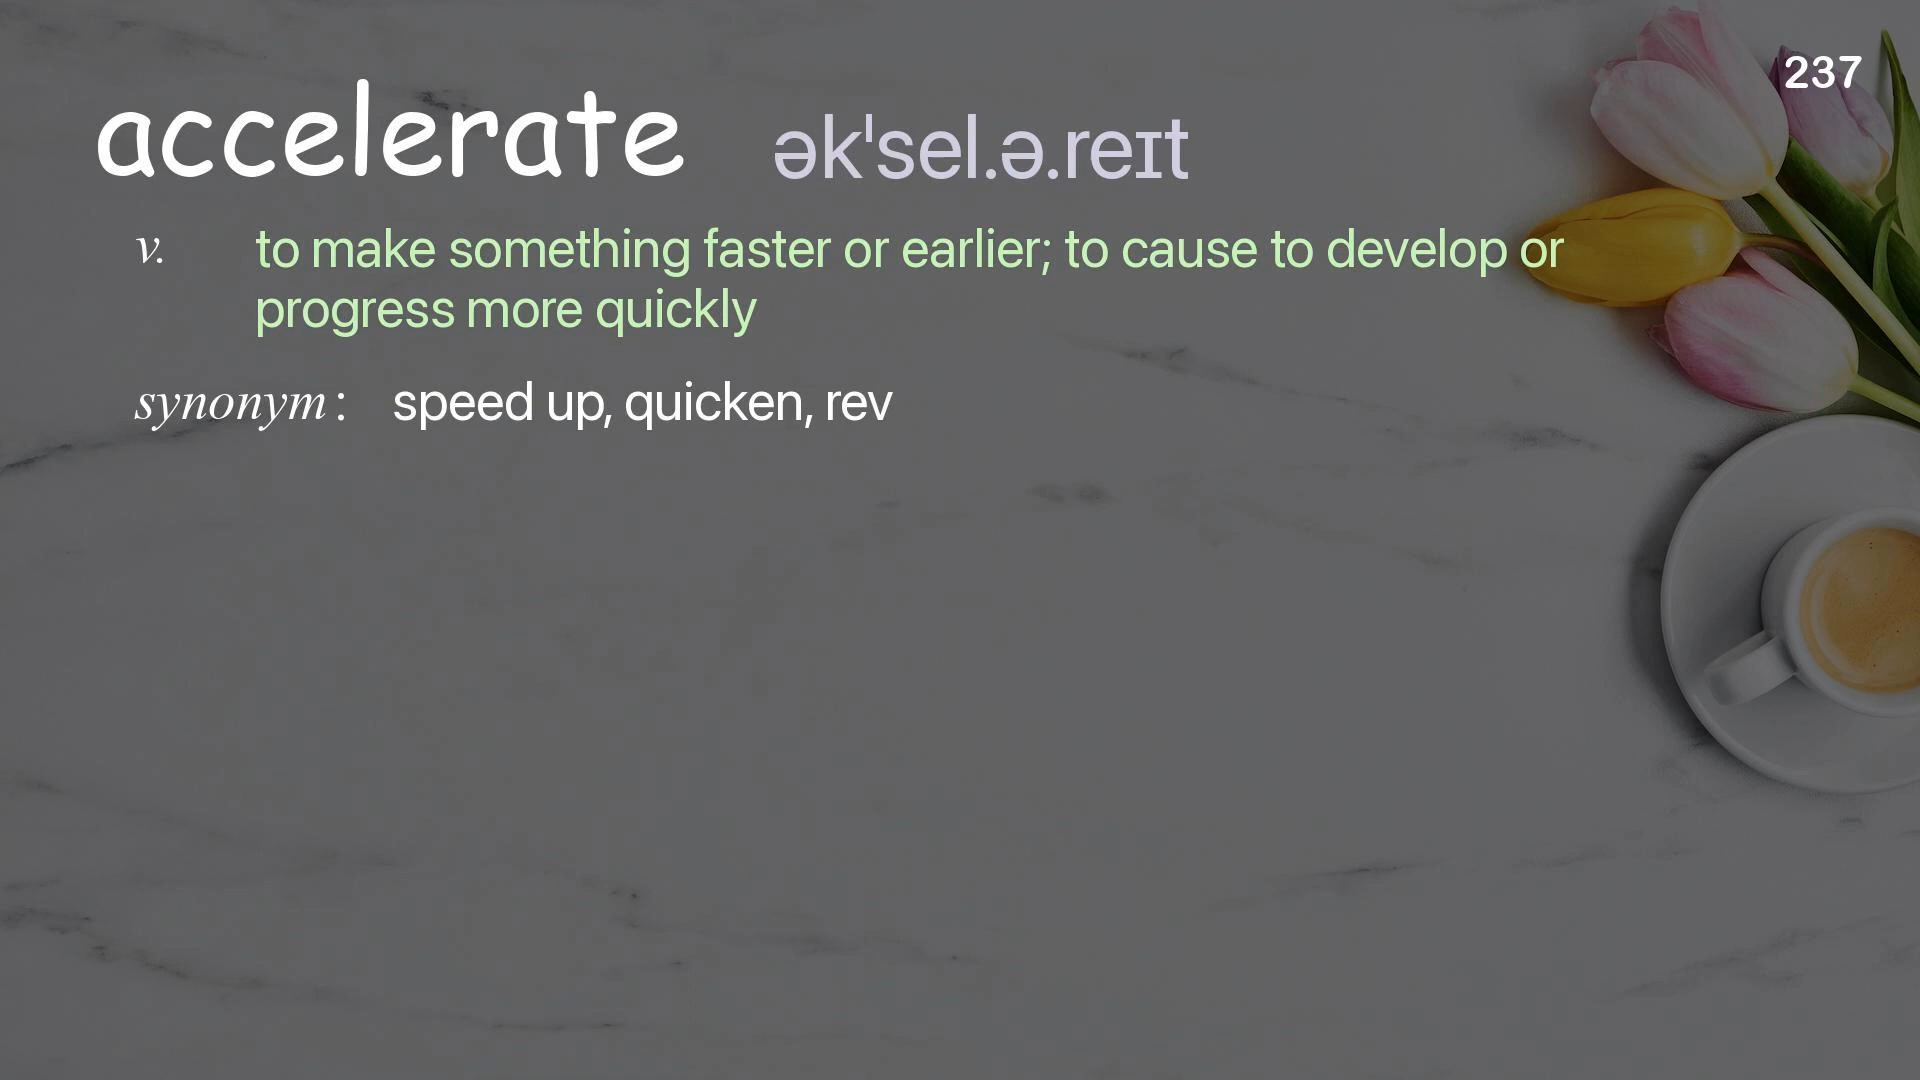 237
accelerate əkˈsel.ə.reɪt
v. to make something faster or earlier; to cause to develop or
progress more quickly
synonym: speed up, quicken, rev